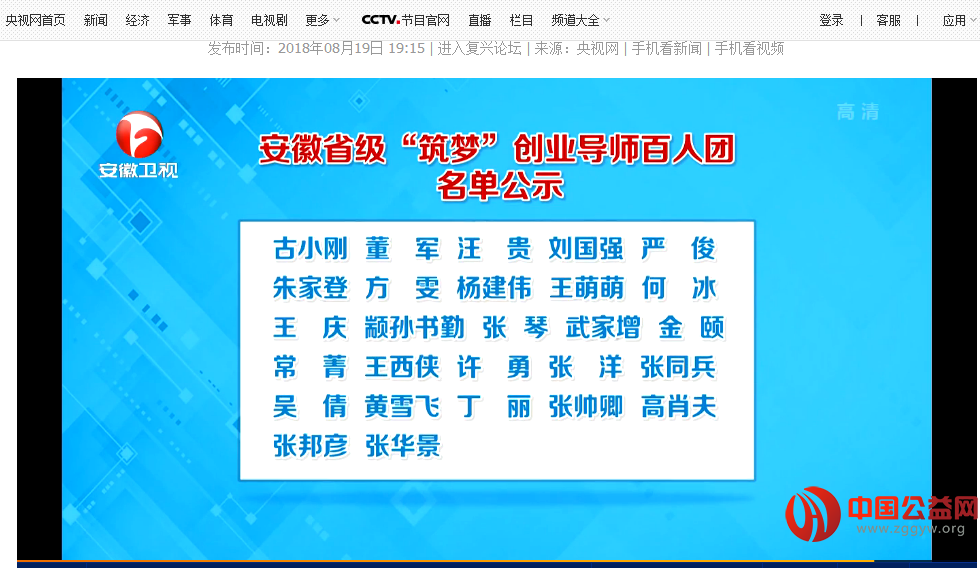 央视网首页 新闻 经济 军事 体育 电视剧 更多 CCTV.节目官网 直播 栏目 频道大全 登录 | 客服 | 应用
发布时间：2018年08月19日 19:15 | 进入复兴论坛 | 来源：央视网 | 手机看新闻 | 手机看视频
高清
安徽卫视
安徽省级“筑梦”创业导师百人团
名单公示
古小刚 董 军 汪 贵 刘国强 严 俊
朱家登 方 雯 杨建伟 王萌萌 何 冰
王 庆 颛孙书勤 张 琴 武家增 金 颐
常 菁 王西侠 许 勇 张 洋 张同兵
吴 倩 黄雪飞 丁 丽 张帅卿 高肖夫
张邦彦 张华景
中国公益网
www.zggyw.org